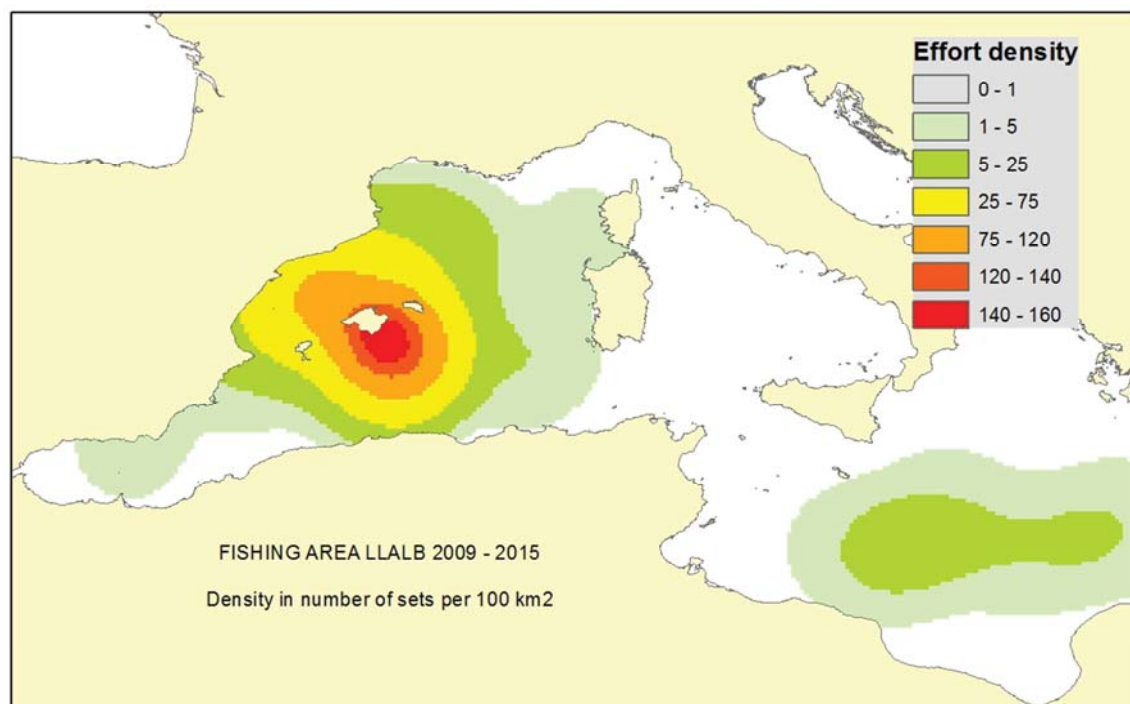 Effort density
0 - 1
1 - 5
5 - 25
25 - 75
75 - 120
120 - 140
140 - 160
FISHING AREA LLALB 2009 - 2015
Density in number of sets per 100 km2